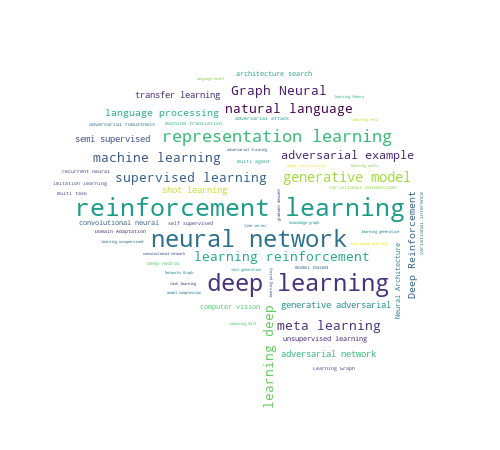 language model
architecture search
Graph Neural
transfer learning
learning theory
natural language
language processing
adversarial attack
learning meta
adversarial robustness
machine translation
semi supervised
representation learning
adversarial training
machine learning
adversarial example
multi agent
recurrent neural
supervised learning
generative model
imitation learning
shot learning
variational autoencoder
multi task
gradient descent
reinforcement learning
variational inference
Deep Reinforcement
convolutional neural
self supervised
knowledge graph
time series
Domain Adaptation
neural network
learning generative
learning unsupervised
continual learning
convolutional network
learning reinforcement
Neural Architecture
deep neural
text generation
model based
Networks Graph
learning policy
deep learning
task learning
model compression
computer vision
generative adversarial
learning deep
Learning Self
meta learning
unsupervised learning
adversarial network
Learning Graph